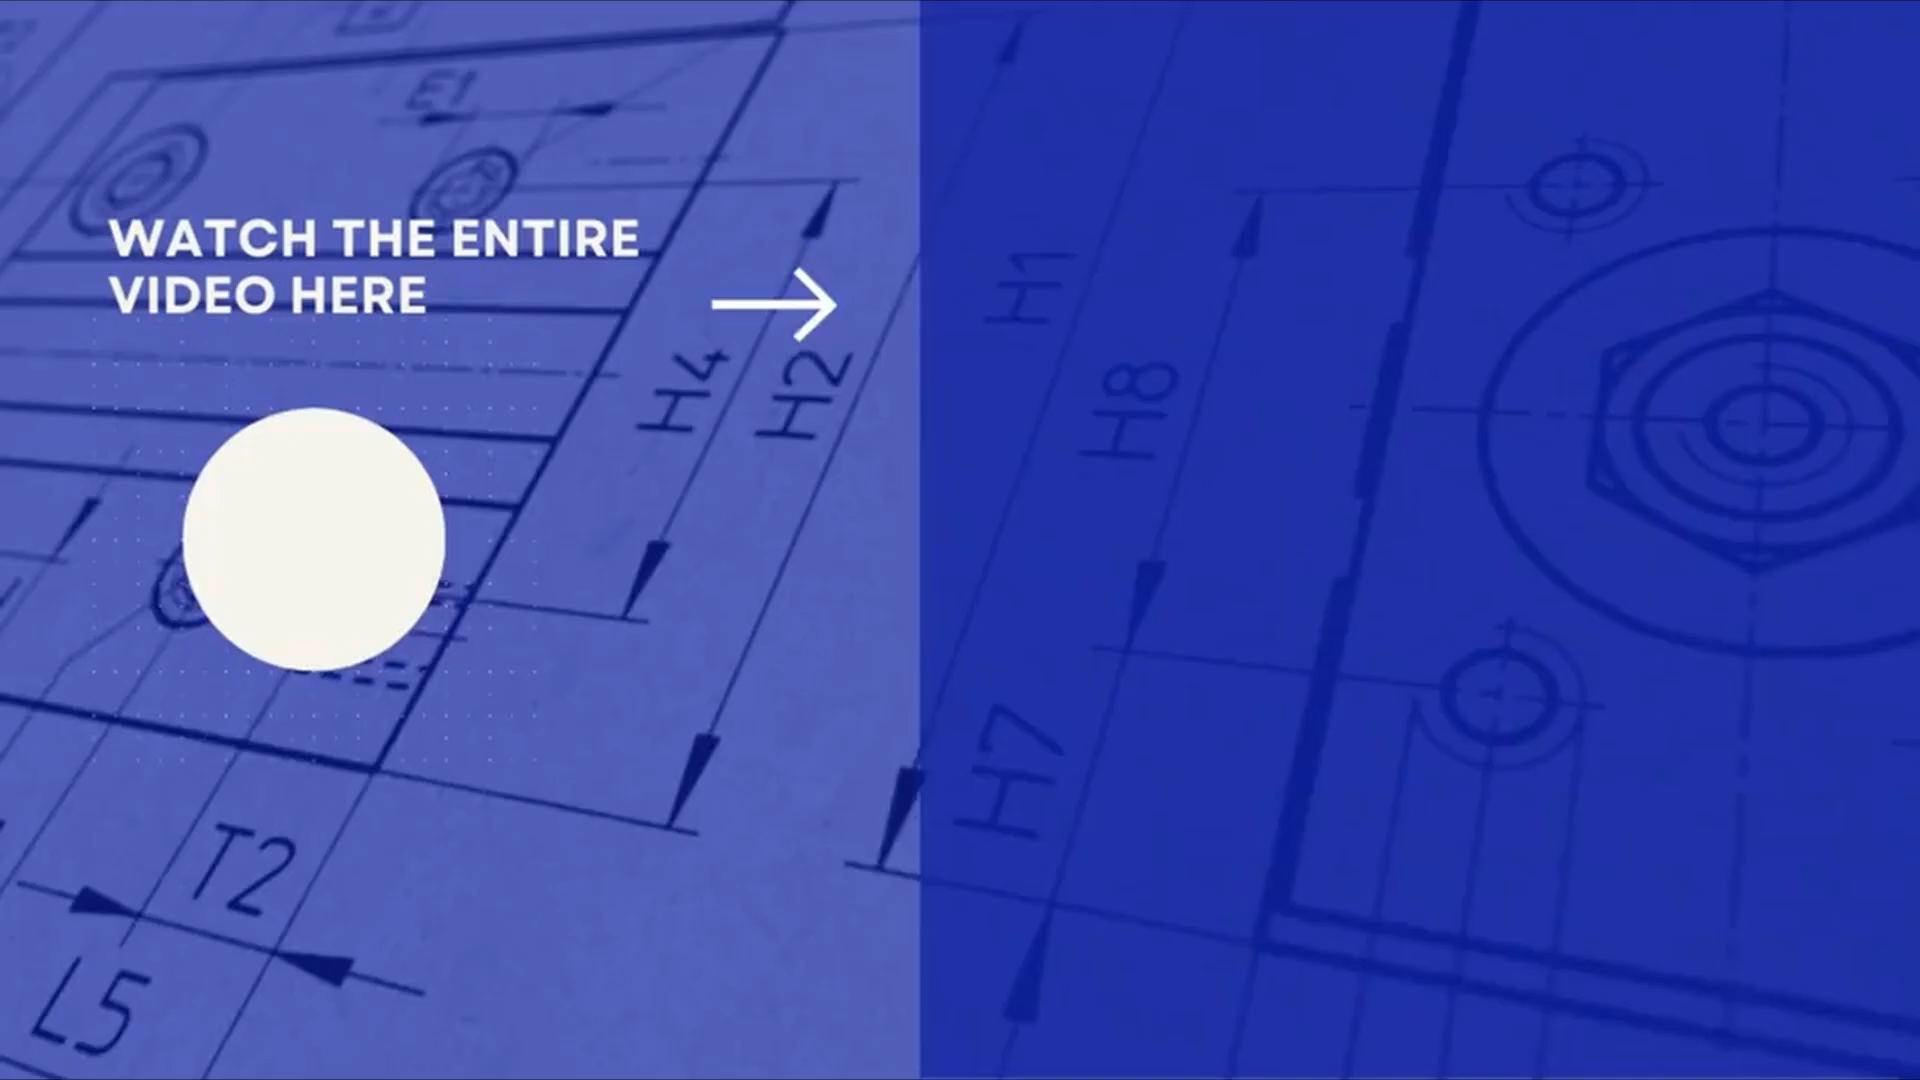 E1
WATCH THE ENTIRE
VIDEO HERE
H1
H4
H2
H8
H7
T2
L5